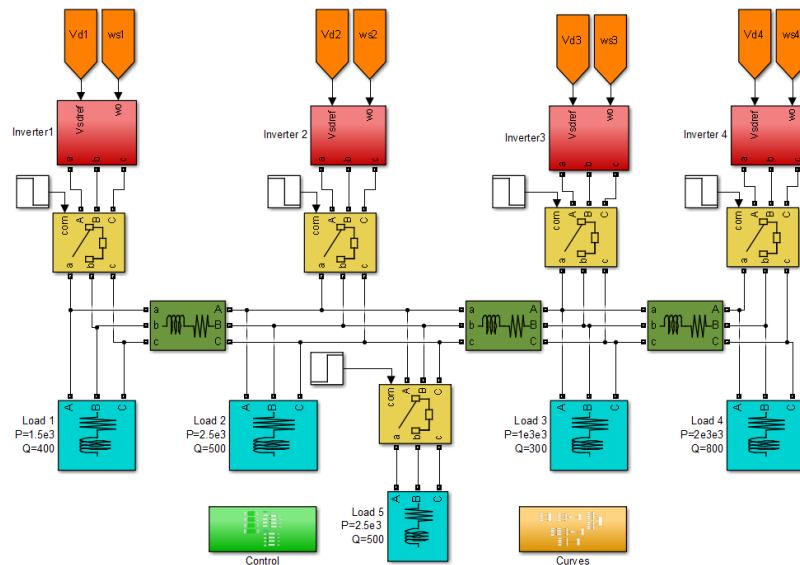 Vd1 ws1 Vd2 ws2 Vd3 ws3 Vd4 ws4
Inverter1 Vsdref wo Inverter 2 Vsdref wo Inverter3 Vsdref wo Inverter 4 Vsdref wo
a b c a b c a b c a b c
com A B C com A B C com A B C com A B C
a b c a b c a b c a b c
a A a A a A
b B b B b B
c C c C c C
com A B C
a b c
A B C A B C A B C A B C
Load 1
P=1.5e3
Q=400
Load 2
P=2.5e3
Q=500
Load 3
P=1e3e3
Q=300
Load 4
P=2e3e3
Q=800
A B C
Load 5
P=2.5e3
Q=500
Control
Curves